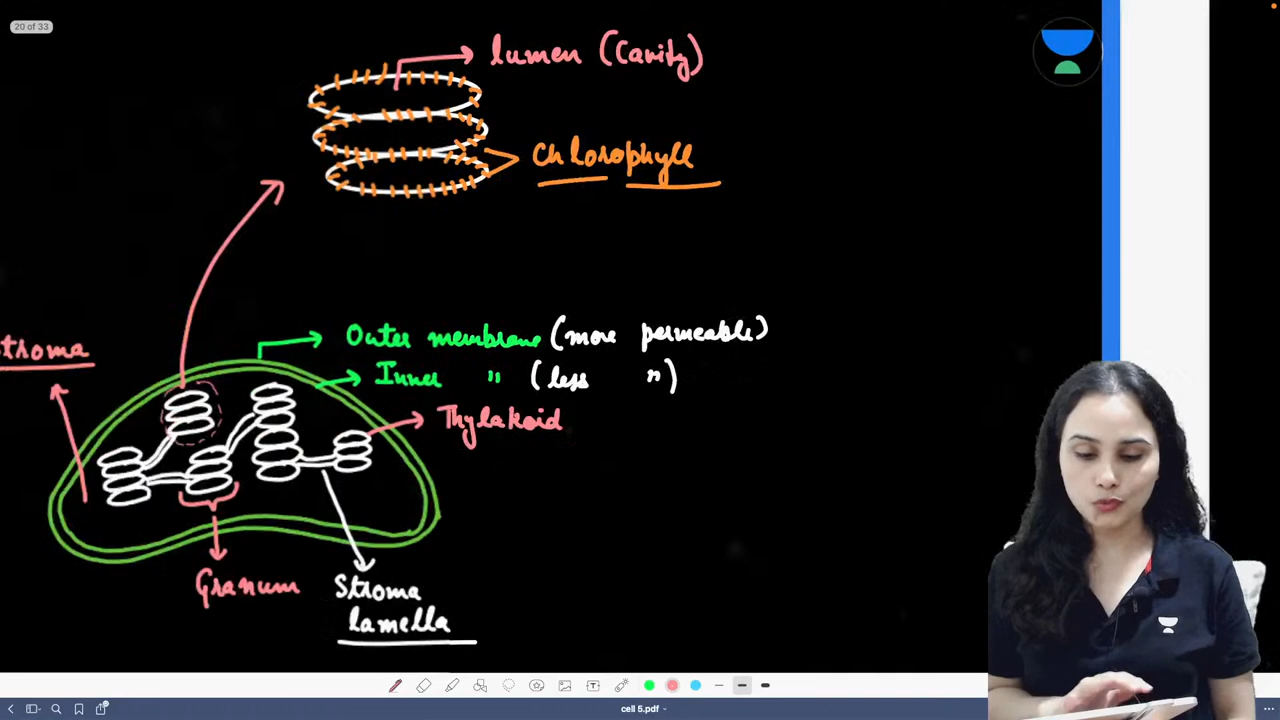 20 of 33
lumen (Cavity)
Chlorophyll
Stroma
Outer membrane (more permeable)
Inner " (less ")
Thylakoid
Granum
Stroma
lamella
cell 5.pdf